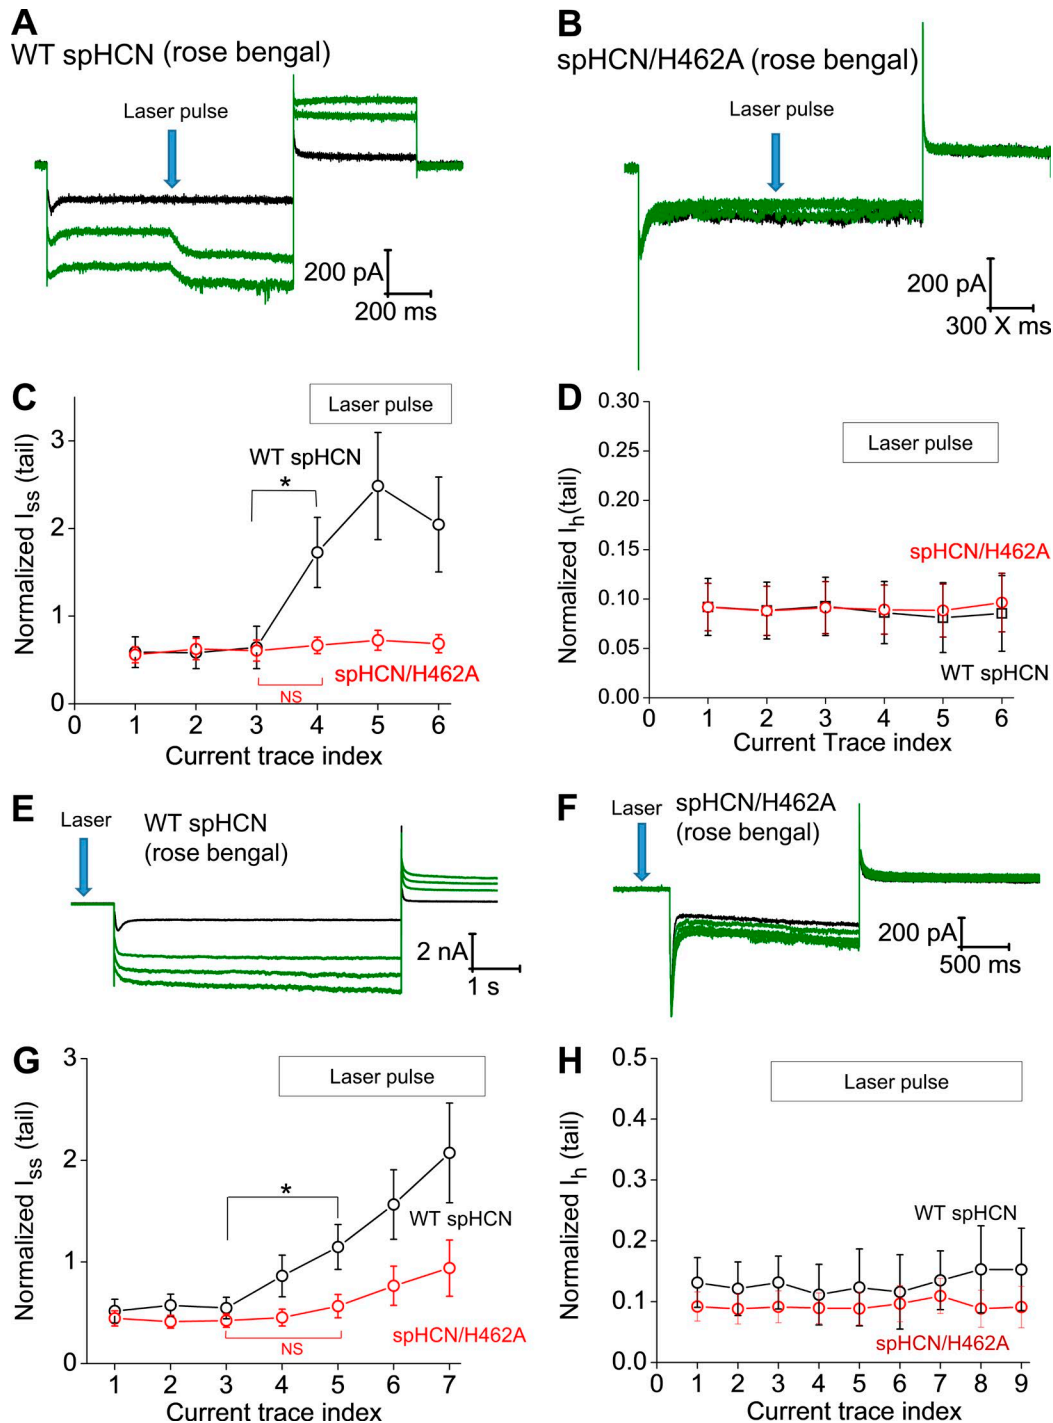 A
WT spHCN (rose bengal)
Laser pulse
200 pA
200 ms
B
spHCN/H462A (rose bengal)
Laser pulse
200 pA
300 X ms
C
Laser pulse
WT spHCN
*
Normalized Iss (tail)
3
2
1
0
spHCN/H462A
NS
0 1 2 3 4 5 6
Current trace index
D
0.30
0.25
0.20
0.15
0.10
0.05
0.00
Normalized Ih(tail)
Laser pulse
spHCN/H462A
WT spHCN
0 1 2 3 4 5 6
Current Trace index
E
Laser
WT spHCN
(rose bengal)
2 nA
1 s
F
Laser
spHCN/H462A
(rose bengal)
200 pA
500 ms
G
Laser pulse
Normalized Iss (tail)
3
2
1
0
*
WT spHCN
NS
spHCN/H462A
1 2 3 4 5 6 7
Current trace index
H
0.5
0.4
0.3
0.2
0.1
0.0
Normalized Ih (tail)
Laser pulse
WT spHCN
spHCN/H462A
0 1 2 3 4 5 6 7 8 9
Current trace index